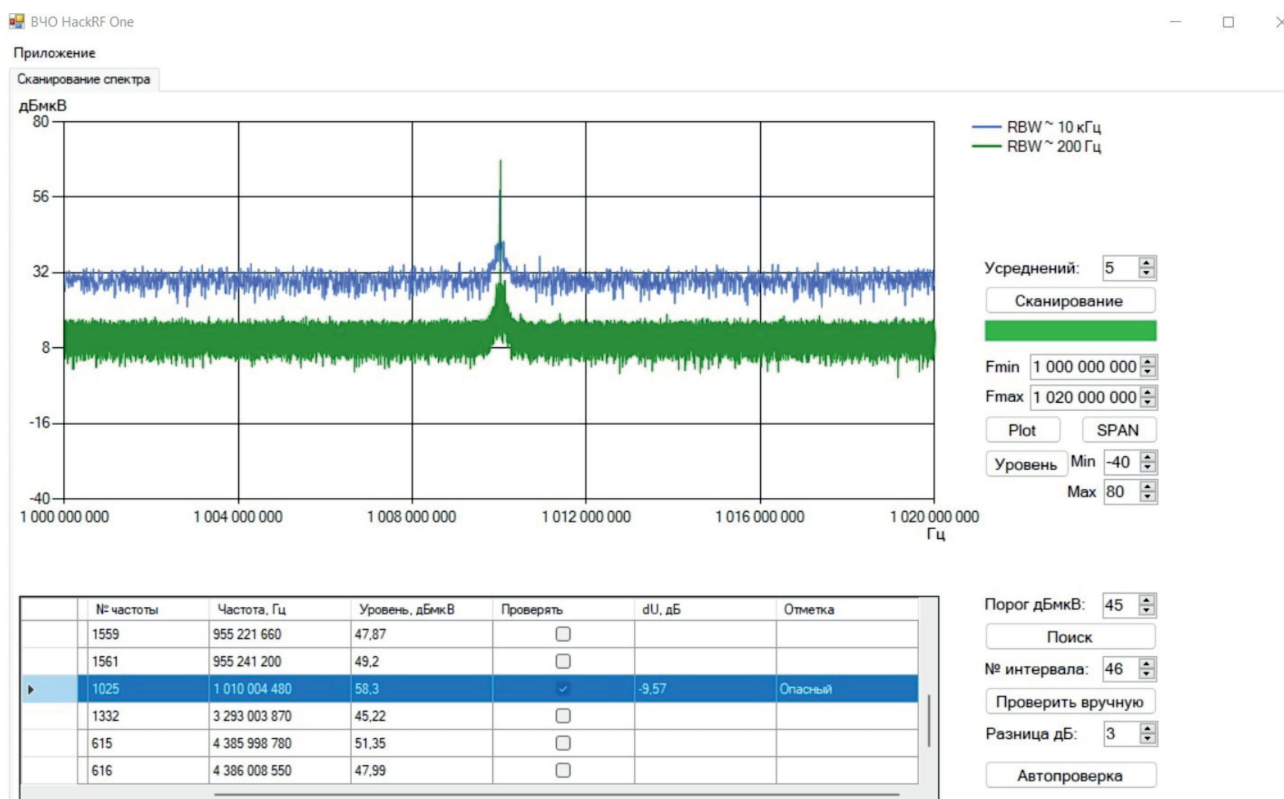 ВЧО HackRF One
Приложение
Сканирование спектра
дБмкВ
80
56
32
8
-16
-40
1 000 000 000 1 004 000 000 1 008 000 000 1 012 000 000 1 016 000 000 1 020 000 000
Гц
RBW ~ 10 кГц
RBW ~ 200 Гц
Усреднений: 5
Сканирование
Fmin 1 000 000 000
Fmax 1 020 000 000
Plot SPAN
Уровень Min -40
Max 80
№ частоты Частота, Гц Уровень, дБмкВ Проверять dU, дБ Отметка
1559 955 221 660 47,87
1561 955 241 200 49,2
1025 1 010 004 480 58,3 -9,57 Опасный
1332 3 293 003 870 45,22
615 4 385 998 780 51,35
616 4 386 008 550 47,99
Порог дБмкВ: 45
Поиск
№ интервала: 46
Проверить вручную
Разница дБ: 3
Автопроверка